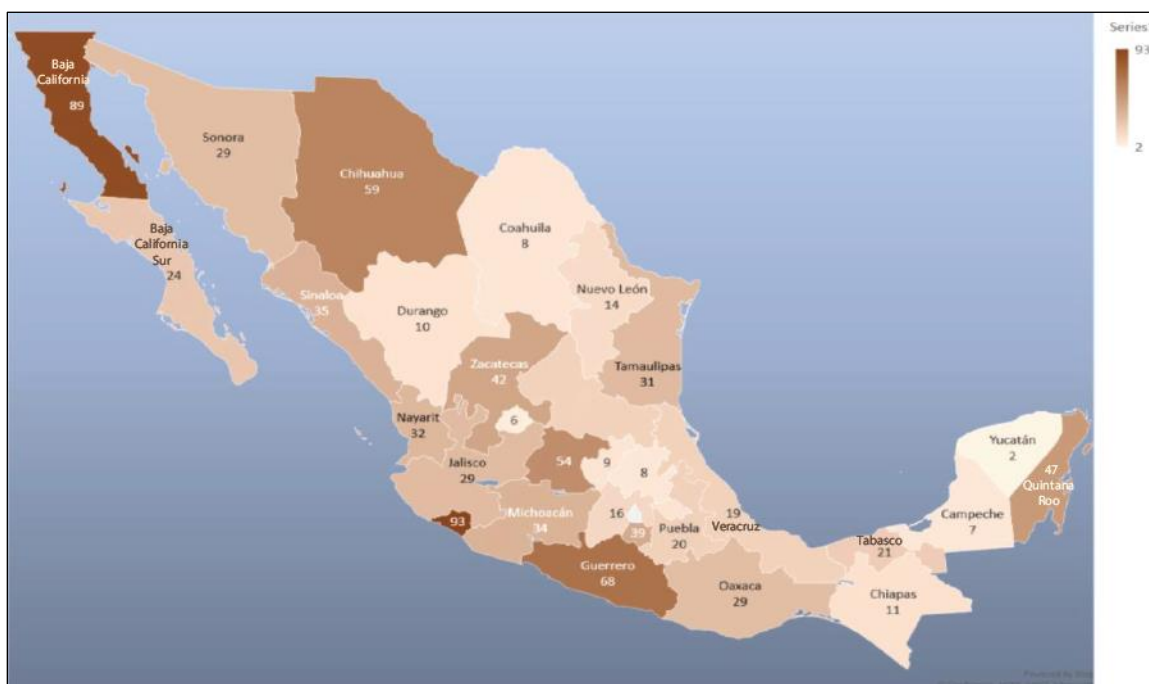 Series
93
2
Baja
California
89
Sonora
29
Chihuahua
59
Coahuila
8
Baja
California
Sur
24
Sinaloa
35
Nuevo León
14
Durango
10
Tamaulipas
31
Zacatecas
42
Nayarit
32
6
Jalisco
29
54
9
8
Yucatán
2
47
Quintana
Roo
93
Michoacán
34
16
39
19
Veracruz
Puebla
20
Campeche
7
Tabasco
21
Guerrero
68
Oaxaca
29
Chiapas
11
Powered by Bing